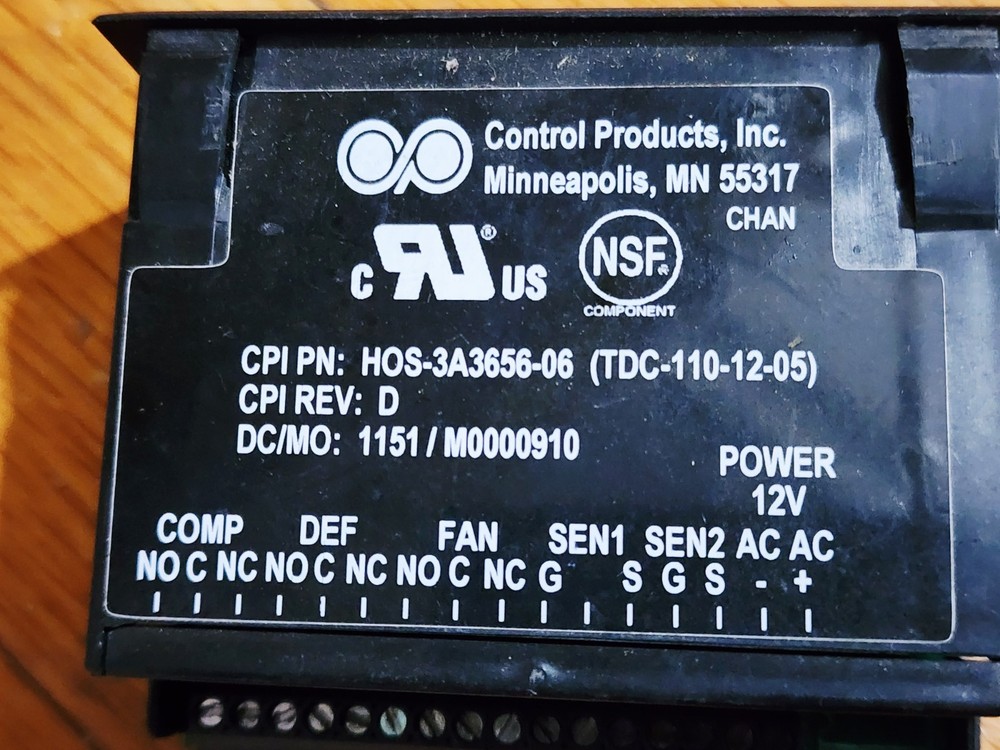 Control Products, Inc.
Minneapolis, MN 55317
CHAN
C RU® US
NSF®
COMPONENT
CPI PN: HOS-3A3656-06 (TDC-110-12-05)
CPI REV: D
DC/MO: 1151 / M0000910
POWER
12V
COMP DEF FAN SEN1 SEN2 AC AC
NO C NC NO C NC NO C NC G S G S - +